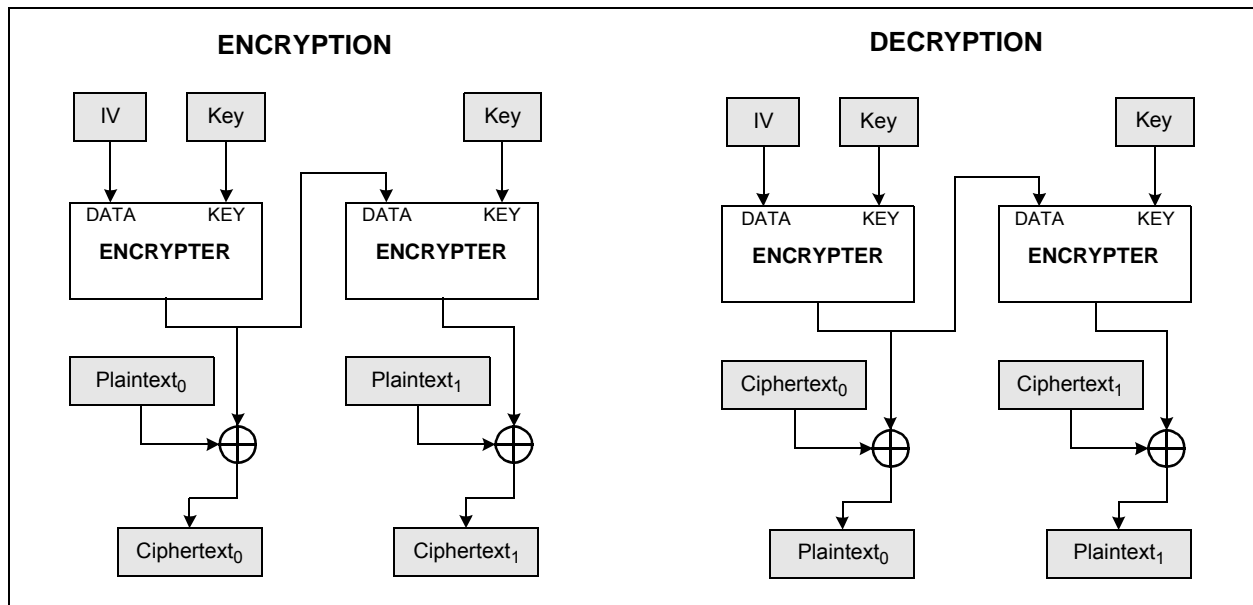 ENCRYPTION
IV
Key
Key
DATA
KEY
ENCRYPTER
DATA
KEY
ENCRYPTER
Plaintext₀
Plaintext₁
Ciphertext₀
Ciphertext₁
DECRYPTION
IV
Key
Key
DATA
KEY
ENCRYPTER
DATA
KEY
ENCRYPTER
Ciphertext₀
Ciphertext₁
Plaintext₀
Plaintext₁